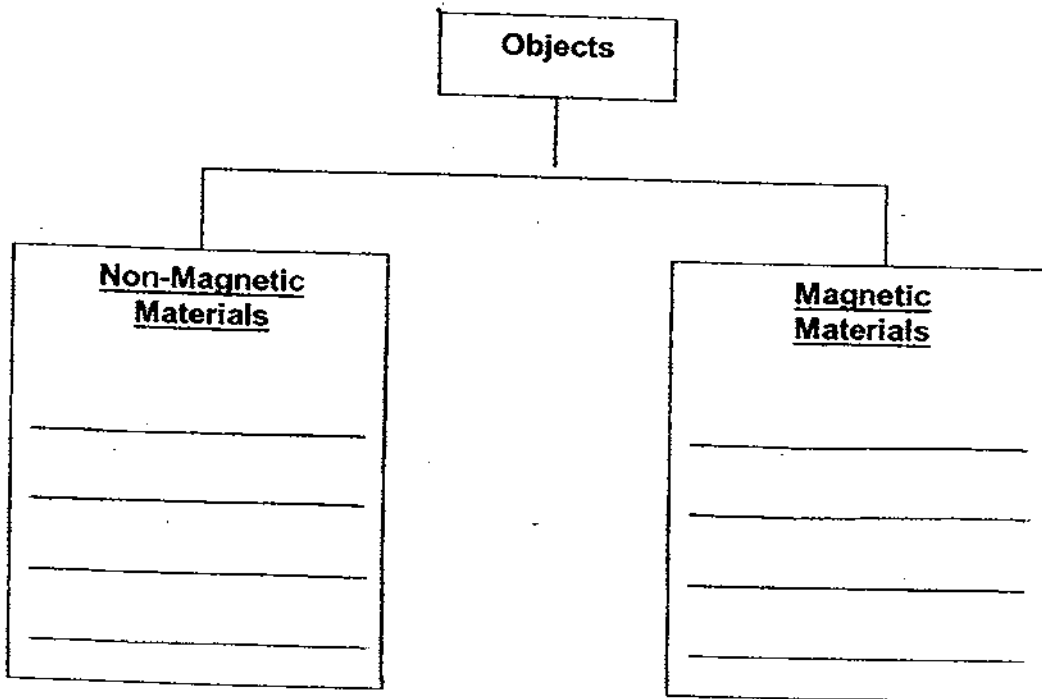 Objects
Non-Magnetic
Materials
Magnetic
Materials